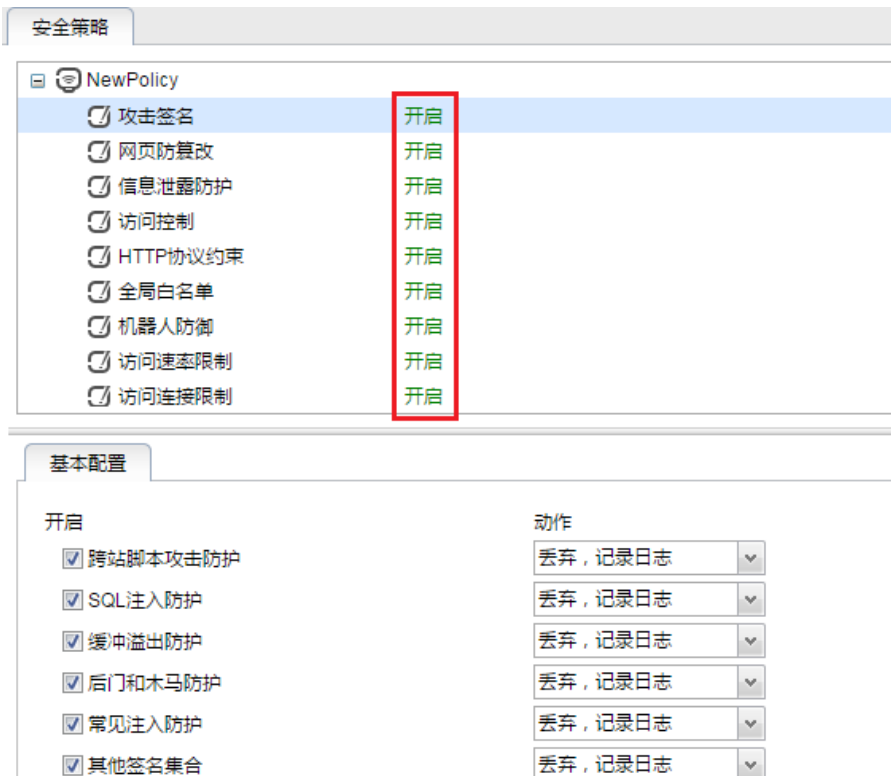 安全策略
NewPolicy
攻击签名 开启
网页防篡改 开启
信息泄露防护 开启
访问控制 开启
HTTP协议约束 开启
全局白名单 开启
机器人防御 开启
访问速率限制 开启
访问连接限制 开启
基本配置
开启 动作
跨站脚本攻击防护 丢弃，记录日志
SQL注入防护 丢弃，记录日志
缓冲溢出防护 丢弃，记录日志
后门和木马防护 丢弃，记录日志
常见注入防护 丢弃，记录日志
其他签名集合 丢弃，记录日志